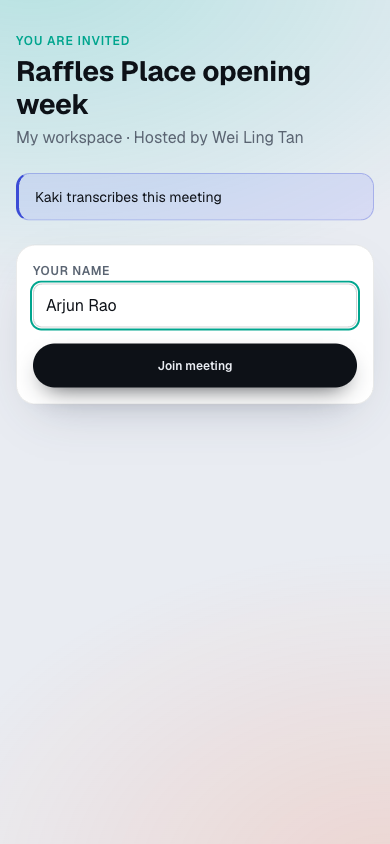 YOU ARE INVITED
Raffles Place opening
week
My workspace · Hosted by Wei Ling Tan
Kaki transcribes this meeting
YOUR NAME
Arjun Rao
Join meeting